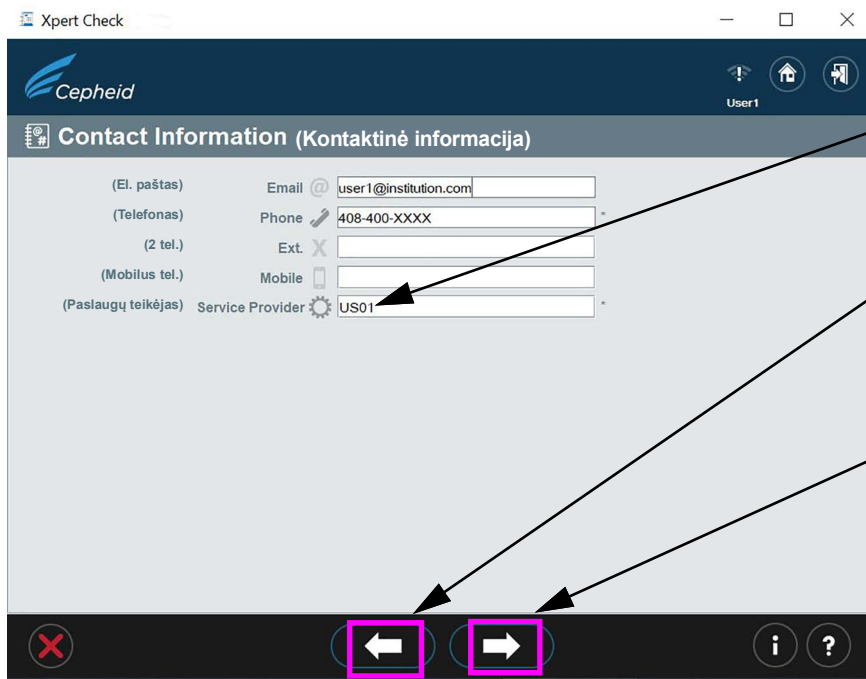 Xpert Check
Cepheid
User1
Contact Information (Kontaktinė informacija)
(El. paštas) Email @ user1@institution.com
(Telefonas) Phone 408-400-XXXX *
(2 tel.) Ext. X
(Mobilus tel.) Mobile
(Paslaugų teikėjas) Service Provider US01 *
i ?